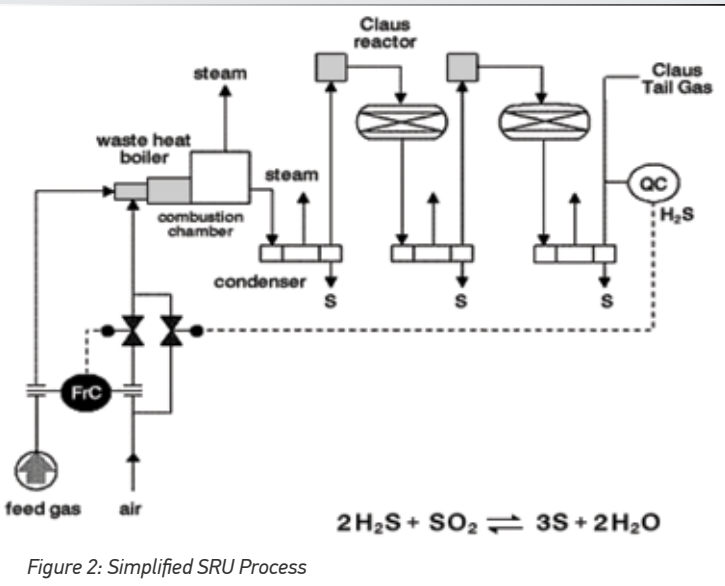 Claus
reactor
steam
Claus
Tail Gas
waste heat
boiler
steam
QC
H₂S
combustion
chamber
condenser
S
S
S
FrC
feed gas
air
2H₂S + SO₂ ⇌ 3S + 2H₂O
Figure 2: Simplified SRU Process